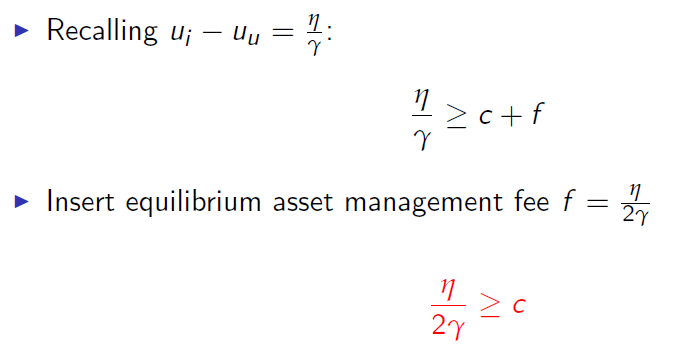 ▶ Recalling u_i − u_u = η/γ:
η/γ ≥ c + f
▶ Insert equilibrium asset management fee f = η/2γ
η/2γ ≥ c